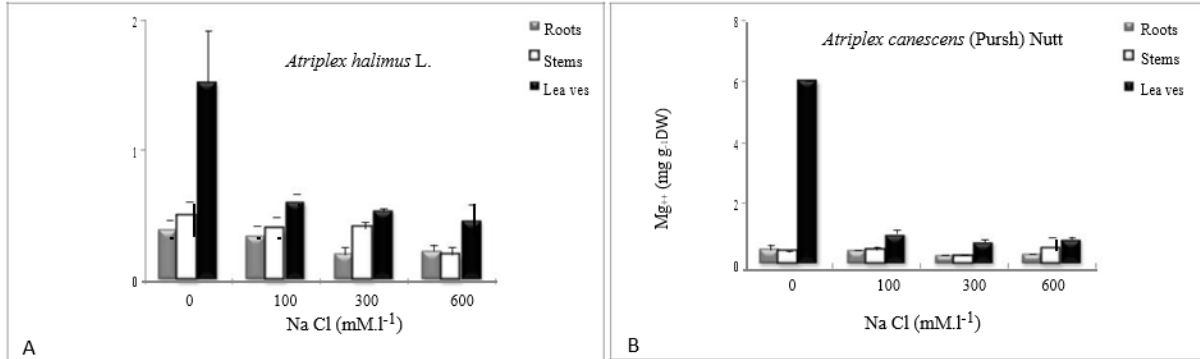 2
1
0
Atriplex halimus L.
Roots
Stems
Lea ves
0 100 300 600
Na Cl (mM.l-1)
A
8
6
4
2
0
Mg++ (mg g-1DW)
Atriplex canescens (Pursh) Nutt
Roots
Stems
Lea ves
0 100 300 600
Na Cl (mM.l-1)
B